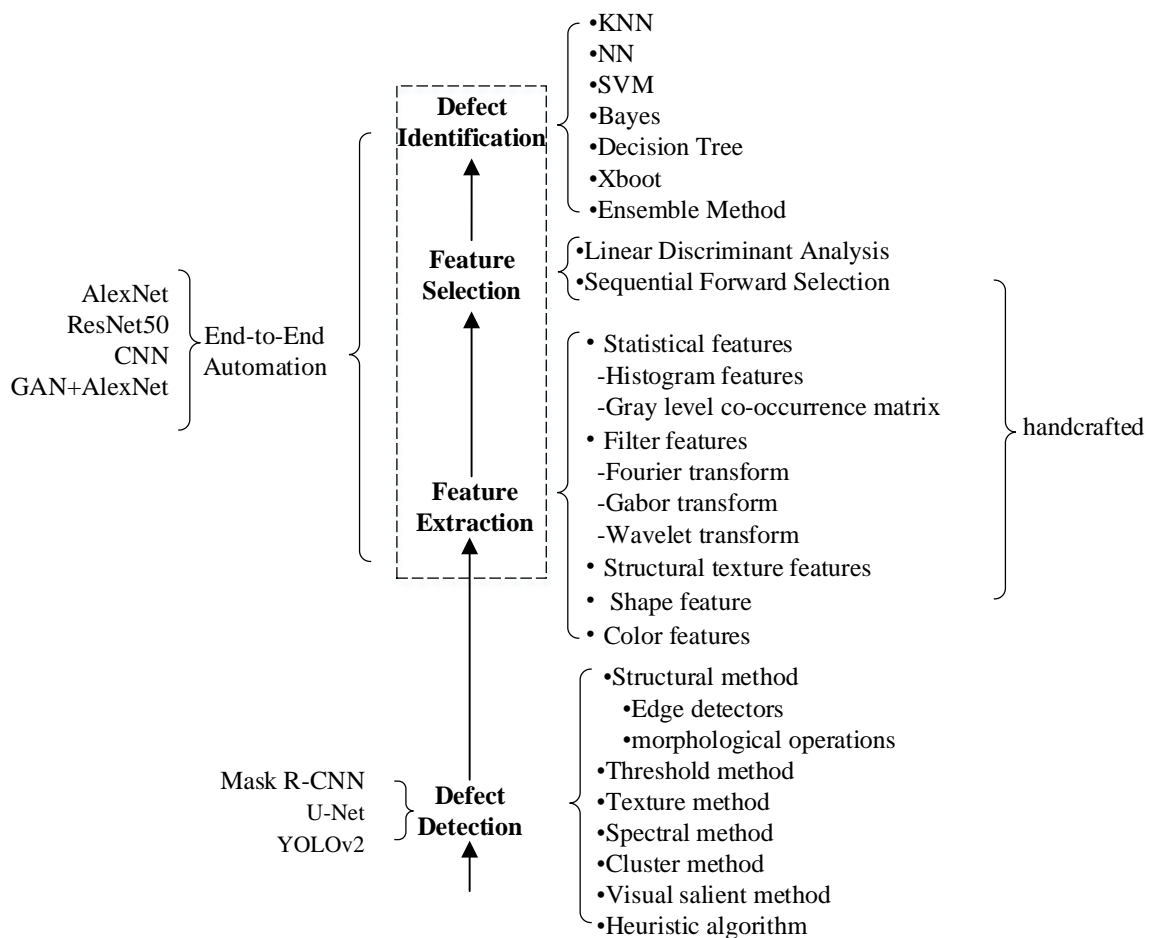 •KNN
•NN
•SVM
•Bayes
•Decision Tree
•Xboot
•Ensemble Method
Defect
Identification
•Linear Discriminant Analysis
•Sequential Forward Selection
Feature
Selection
AlexNet
ResNet50
CNN
GAN+AlexNet
End-to-End
Automation
• Statistical features
-Histogram features
-Gray level co-occurrence matrix
• Filter features
-Fourier transform
-Gabor transform
-Wavelet transform
• Structural texture features
• Shape feature
• Color features
handcrafted
Feature
Extraction
•Structural method
•Edge detectors
•morphological operations
•Threshold method
•Texture method
•Spectral method
•Cluster method
•Visual salient method
•Heuristic algorithm
Mask R-CNN
U-Net
YOLOv2
Defect
Detection